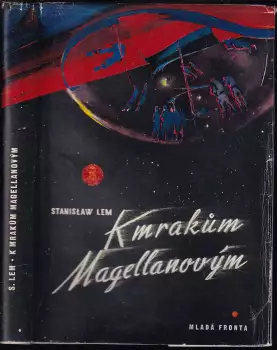 S. LEM - K MRAKŮM MAGELLANOVÝM
STANISŁAW LEM
K mrakům
Magellanovým
MLADÁ FRONTA